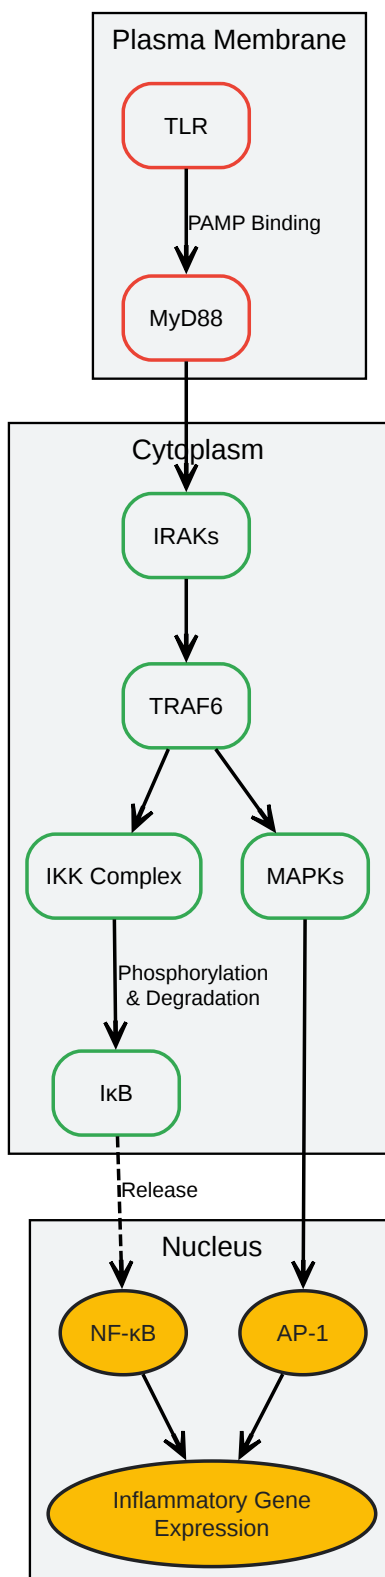 Plasma Membrane
TLR
PAMP Binding
MyD88
Cytoplasm
IRAKs
TRAF6
IKK Complex
MAPKs
Phosphorylation
& Degradation
IκB
Release
Nucleus
NF-κB
AP-1
Inflammatory Gene
Expression